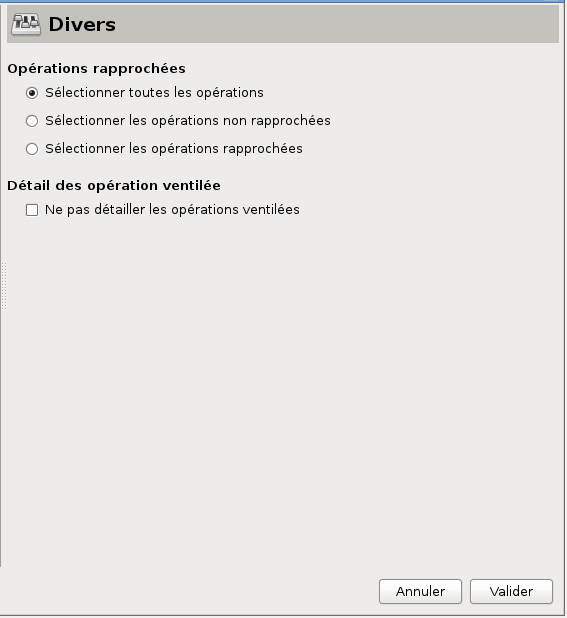 Divers
Opérations rapprochées
Sélectionner toutes les opérations
Sélectionner les opérations non rapprochées
Sélectionner les opérations rapprochées
Détail des opération ventilée
Ne pas détailler les opérations ventilées
Annuler Valider